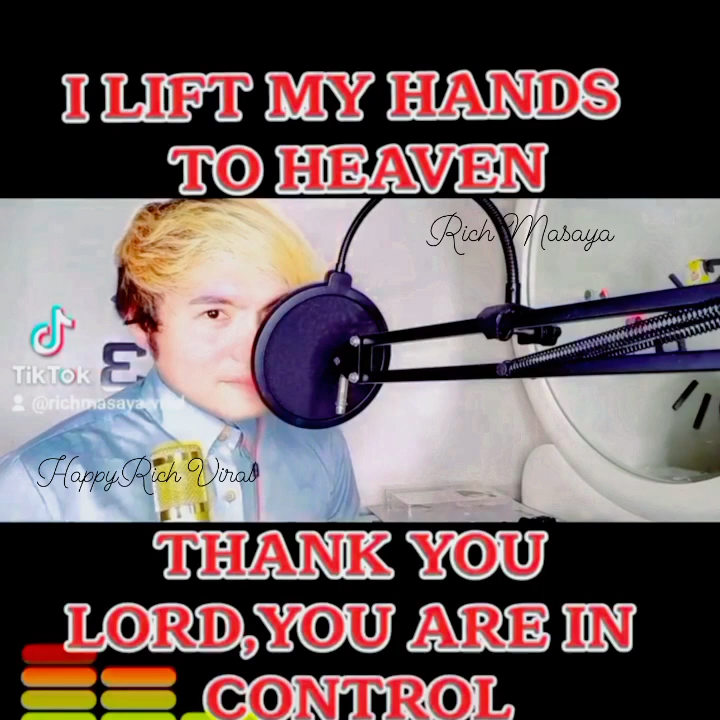 I LIFT MY HANDS
TO HEAVEN
Rich Masaya
TikTok
HappyRich Viral
THANK YOU
LORD,YOU ARE IN
CONTROL